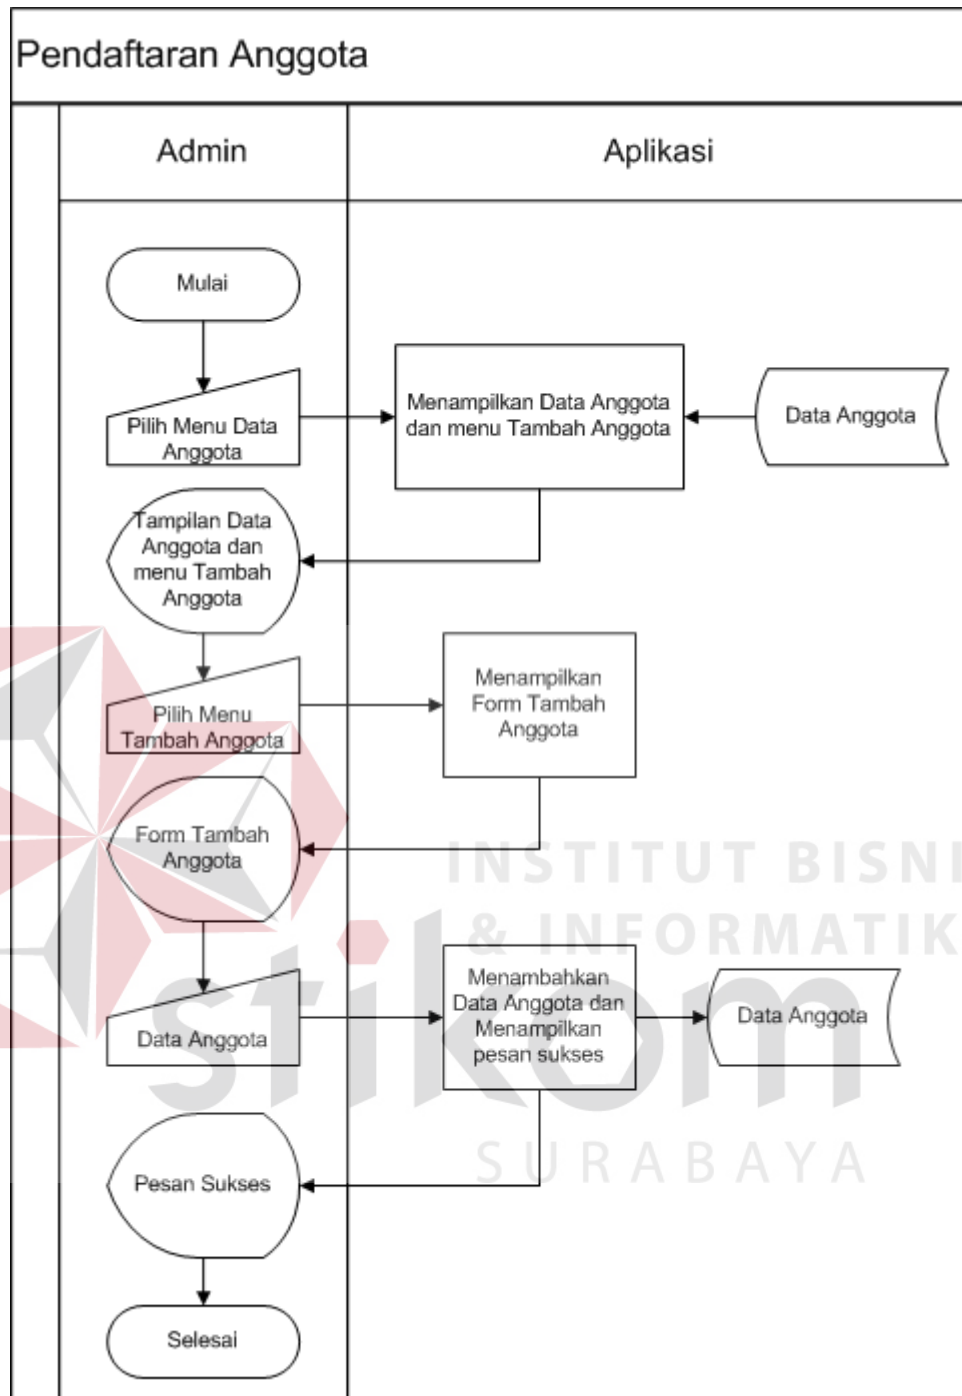 Pendaftaran Anggota
Admin
Aplikasi
Mulai
Pilih Menu Data
Anggota
Menampilkan Data Anggota
dan menu Tambah Anggota
Data Anggota
Tampilan Data
Anggota dan
menu Tambah
Anggota
Pilih Menu
Tambah Anggota
Menampilkan
Form Tambah
Anggota
Form Tambah
Anggota
INSTITUT BISNI
& INFORMATIK
stikom
SURABAYA
Data Anggota
Menambahkan
Data Anggota dan
Menampilkan
pesan sukses
Data Anggota
Pesan Sukses
Selesai